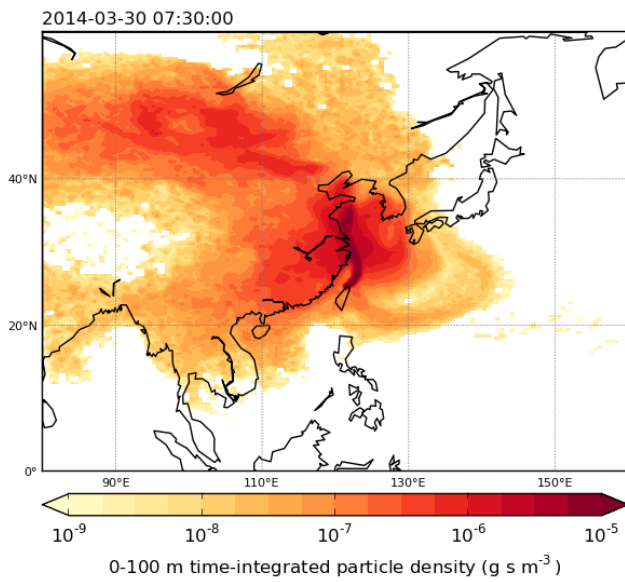 2014-03-30 07:30:00
40°N
20°N
0°
90°E 110°E 130°E 150°E
10⁻⁹ 10⁻⁸ 10⁻⁷ 10⁻⁶ 10⁻⁵
0-100 m time-integrated particle density (g s m⁻³)